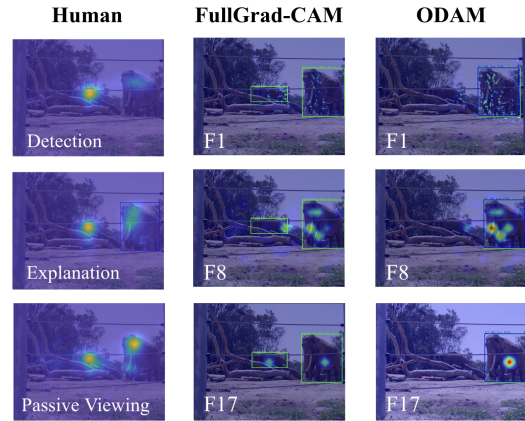 Human FullGrad-CAM ODAM
Detection F1 F1
Explanation F8 F8
Passive Viewing F17 F17